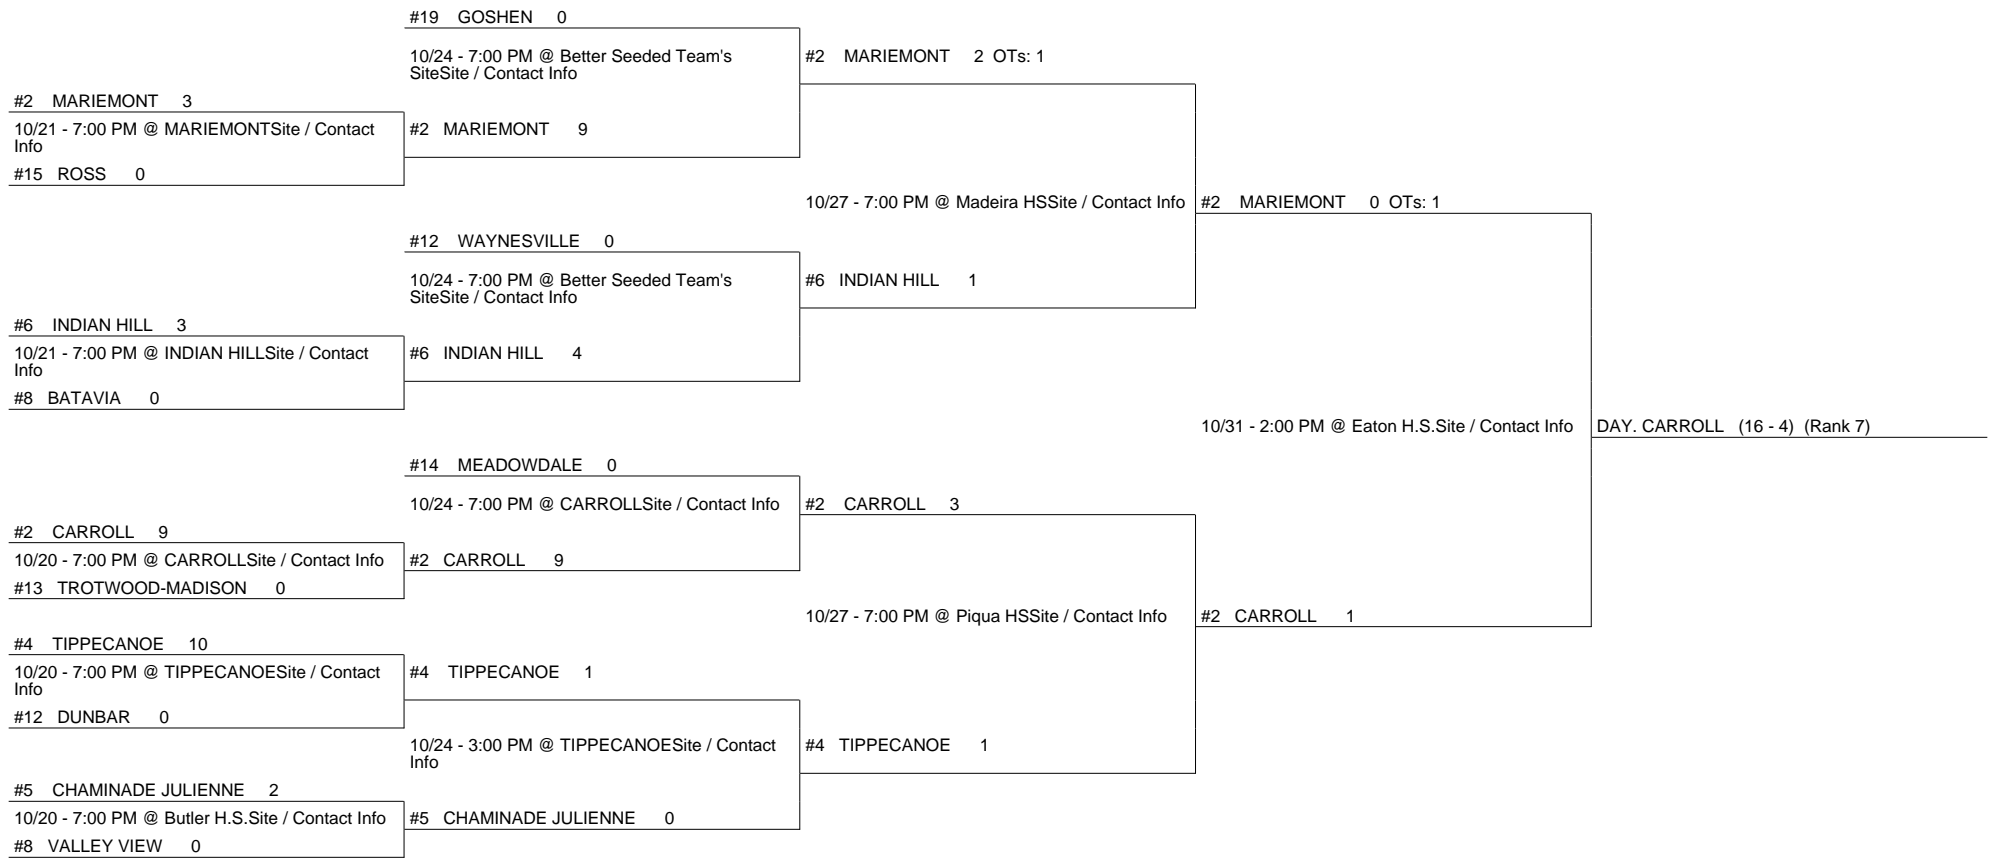 #19 GOSHEN 0
10/24 - 7:00 PM @ Better Seeded Team's
SiteSite / Contact Info
#2 MARIEMONT 2 OTs: 1
#2 MARIEMONT 3
10/21 - 7:00 PM @ MARIEMONTSite / Contact
Info
#2 MARIEMONT 9
#15 ROSS 0
10/27 - 7:00 PM @ Madeira HSSite / Contact Info
#2 MARIEMONT 0 OTs: 1
#12 WAYNESVILLE 0
10/24 - 7:00 PM @ Better Seeded Team's
SiteSite / Contact Info
#6 INDIAN HILL 1
#6 INDIAN HILL 3
10/21 - 7:00 PM @ INDIAN HILLSite / Contact
Info
#6 INDIAN HILL 4
#8 BATAVIA 0
10/31 - 2:00 PM @ Eaton H.S.Site / Contact Info
DAY. CARROLL (16 - 4) (Rank 7)
#14 MEADOWDALE 0
10/24 - 7:00 PM @ CARROLLSite / Contact Info
#2 CARROLL 3
#2 CARROLL 9
10/20 - 7:00 PM @ CARROLLSite / Contact Info
#2 CARROLL 9
#13 TROTWOOD-MADISON 0
10/27 - 7:00 PM @ Piqua HSSite / Contact Info
#2 CARROLL 1
#4 TIPPECANOE 10
10/20 - 7:00 PM @ TIPPECANOESite / Contact
Info
#4 TIPPECANOE 1
#12 DUNBAR 0
10/24 - 3:00 PM @ TIPPECANOESite / Contact
Info
#4 TIPPECANOE 1
#5 CHAMINADE JULIENNE 2
10/20 - 7:00 PM @ Butler H.S.Site / Contact Info
#5 CHAMINADE JULIENNE 0
#8 VALLEY VIEW 0